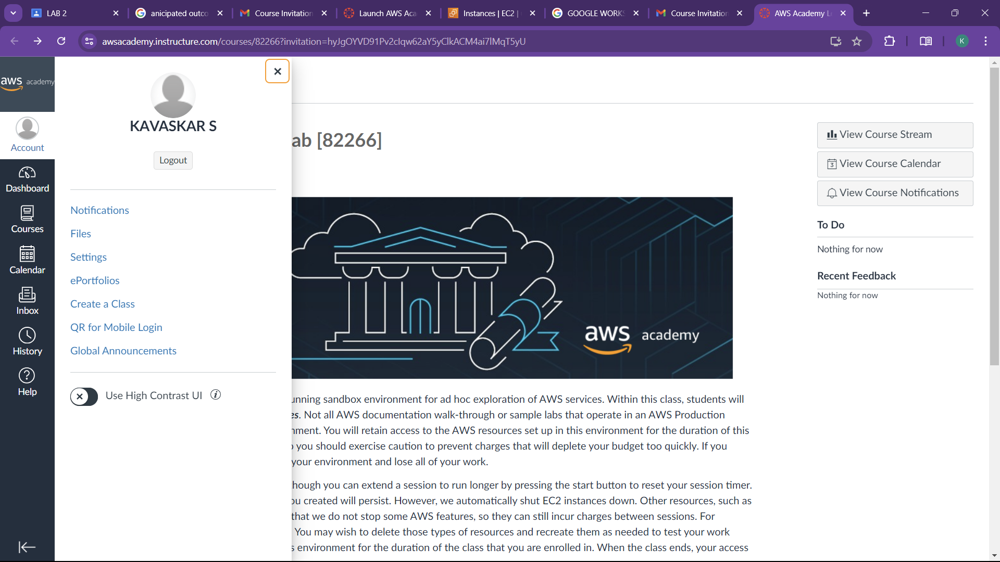 LAB 2
anicipated outco
Course Invitation
Launch AWS Aca
Instances | EC2 |
GOOGLE WORKS
Course Invitation
AWS Academy L
awsacademy.instructure.com/courses/82266?invitation=
K
aws academy
Account
Dashboard
Courses
Calendar
Inbox
History
Help
KAVASKAR S
Logout
Notifications
Files
Settings
ePortfolios
Create a Class
QR for Mobile Login
Global Announcements
Use High Contrast UI
ab [82266]
aws academy
unning sandbox environment for ad hoc exploration of AWS services. Within this class, students will
es. Not all AWS documentation walk-through or sample labs that operate in an AWS Production
nment. You will retain access to the AWS resources set up in this environment for the duration of this
you should exercise caution to prevent charges that will deplete your budget too quickly. If you
your environment and lose all of your work.
hough you can extend a session to run longer by pressing the start button to reset your session timer.
ou created will persist. However, we automatically shut EC2 instances down. Other resources, such as
that we do not stop some AWS features, so they can still incur charges between sessions. For
You may wish to delete those types of resources and recreate them as needed to test your work
s environment for the duration of the class that you are enrolled in. When the class ends, your access
View Course Stream
3 View Course Calendar
View Course Notifications
To Do
Nothing for now
Recent Feedback
Nothing for now